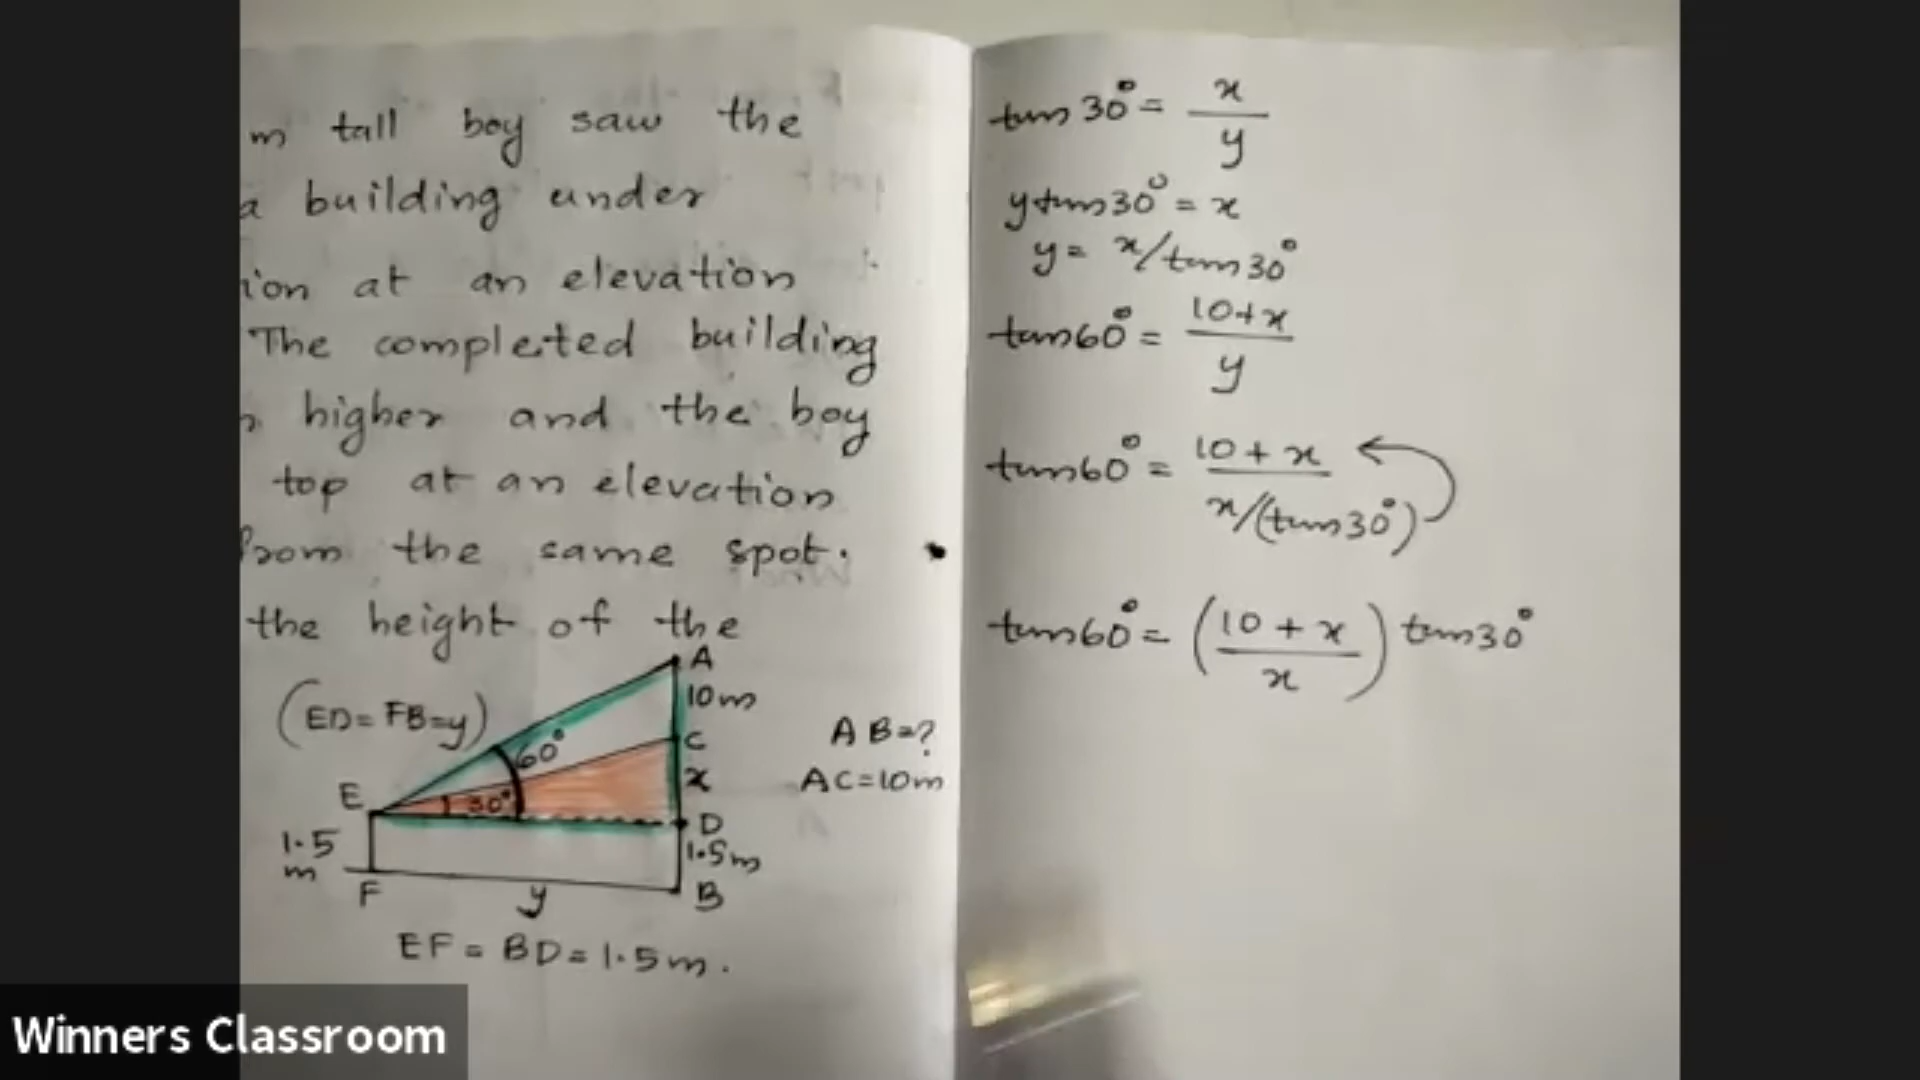 m tall boy saw the
a building under
ion at an elevation
The completed building
higher and the boy
top at an elevation
from the same spot.
the height of the
(ED = FB = y)
A
10m
60°
C
x
E
30°
D
1.5
m
1.5m
F
y
B
AB = ?
AC = 10m
EF = BD = 1.5m.
tan 30° = x/y
y tan 30° = x
y = x/tan 30°
tan 60° = 10+x/y
tan 60° = 10 + x / x/(tan 30°)
tan 60° = (10 + x / x) tan 30°
Winners Classroom